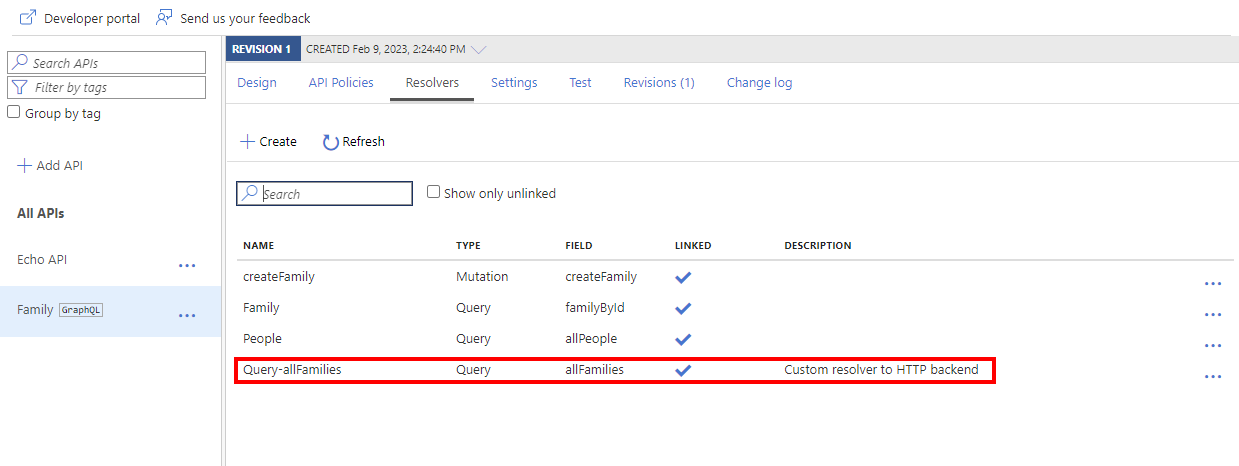 Developer portal Send us your feedback
REVISION 1 CREATED Feb 9, 2023, 2:24:40 PM
Search APIs
Filter by tags
Group by tag
Add API
All APIs
Echo API ...
Family GraphQL ...
Design API Policies Resolvers Settings Test Revisions (1) Change log
Create Refresh
Search Show only unlinked
NAME TYPE FIELD LINKED DESCRIPTION
createFamily Mutation createFamily ...
Family Query familyById ...
People Query allPeople ...
Query-allFamilies Query allFamilies Custom resolver to HTTP backend ...